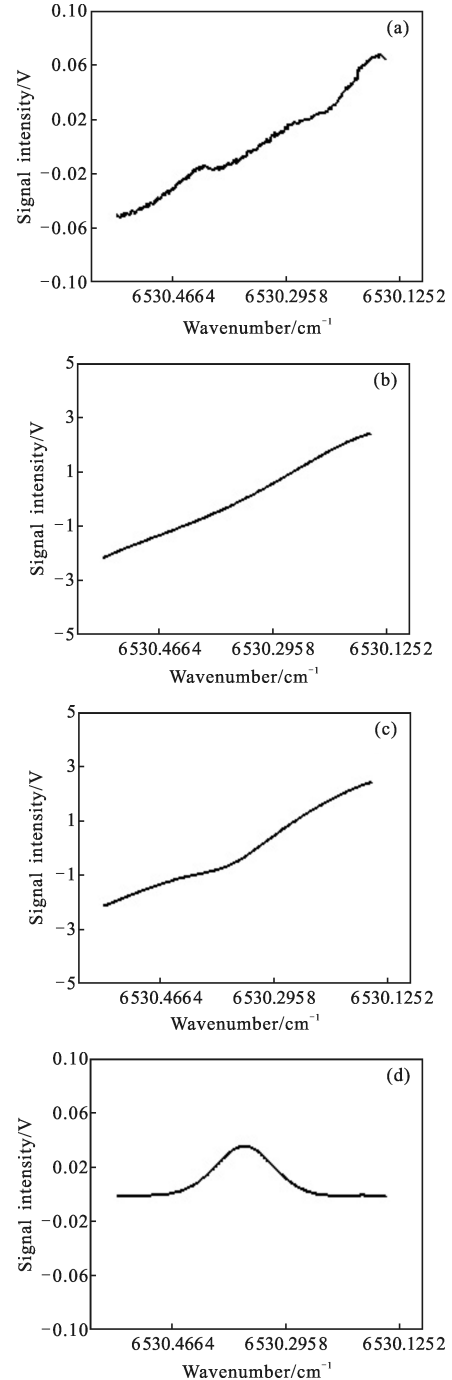 (a)
0.10
0.06
0.02
−0.02
−0.06
−0.10
Signal intensity/V
6530.4664 6530.2958 6530.1252
Wavenumber/cm⁻¹
(b)
5
3
1
−1
−3
−5
Signal intensity/V
6530.4664 6530.2958 6530.1252
Wavenumber/cm⁻¹
(c)
5
3
1
−1
−3
−5
Signal intensity/V
6530.4664 6530.2958 6530.1252
Wavenumber/cm⁻¹
(d)
0.10
0.06
0.02
−0.02
−0.06
−0.10
Signal intensity/V
6530.4664 6530.2958 6530.1252
Wavenumber/cm⁻¹